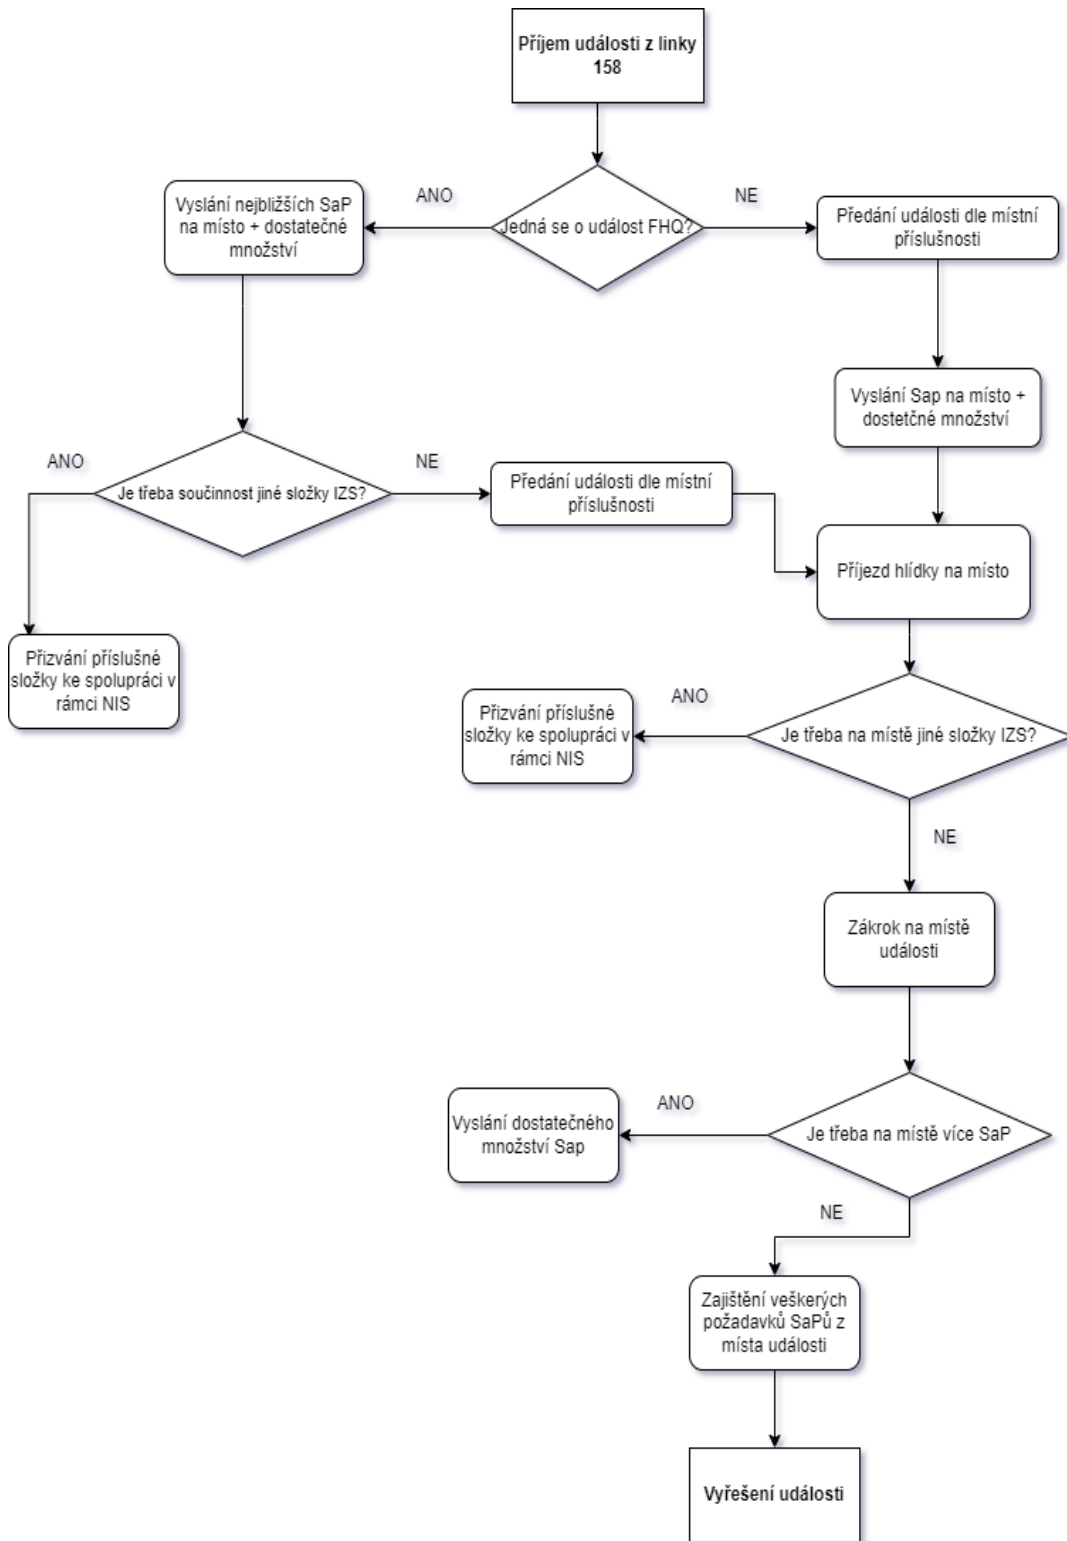 Příjem události z linky
158
ANO
NE
Vyslání nejbližších SaP
na místo + dostatečné
množství
Jedná se o událost FHQ?
Předání události dle místní
příslušnosti
Vyslání Sap na místo +
dostetčné množství
ANO
NE
Je třeba součinnost jiné složky IZS?
Předání události dle místní
příslušnosti
Příjezd hlídky na místo
Přizvání příslušné
složky ke spolupráci v
rámci NIS
ANO
Přizvání příslušné
složky ke spolupráci v
rámci NIS
Je třeba na místě jiné složky IZS?
NE
Zákrok na místě
události
ANO
Vyslání dostatečného
množství Sap
Je třeba na místě více SaP
NE
Zajištění veškerých
požadavků SaPů z
místa události
Vyřešení události